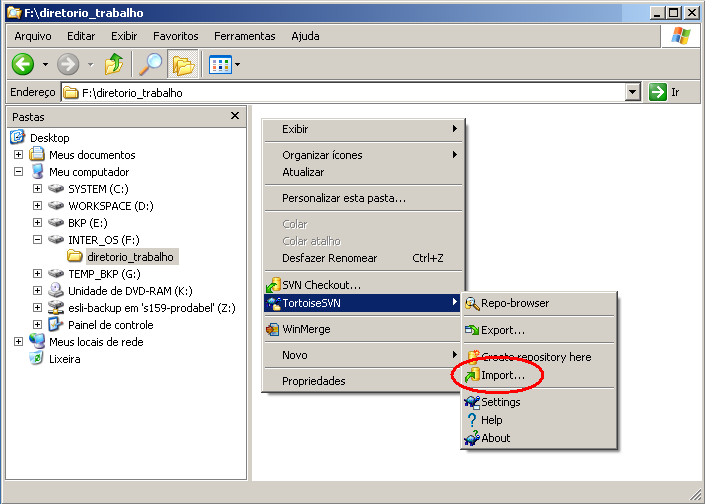 F:\diretorio_trabalho
Arquivo Editar Exibir Favoritos Ferramentas Ajuda
Endereço F:\diretorio_trabalho Ir
Pastas
Desktop
Meus documentos
Meu computador
SYSTEM (C:)
WORKSPACE (D:)
BKP (E:)
INTER_OS (F:)
diretorio_trabalho
TEMP_BKP (G:)
Unidade de DVD-RAM (K:)
esli-backup em 's159-prodabel' (Z:)
Painel de controle
Meus locais de rede
Lixeira
Exibir
Organizar ícones
Atualizar
Personalizar esta pasta...
Colar
Colar atalho
Desfazer Renomear Ctrl+Z
SVN Checkout...
TortoiseSVN
WinMerge
Novo
Propriedades
Repo-browser
Export...
Create repository here
Import...
Settings
Help
About